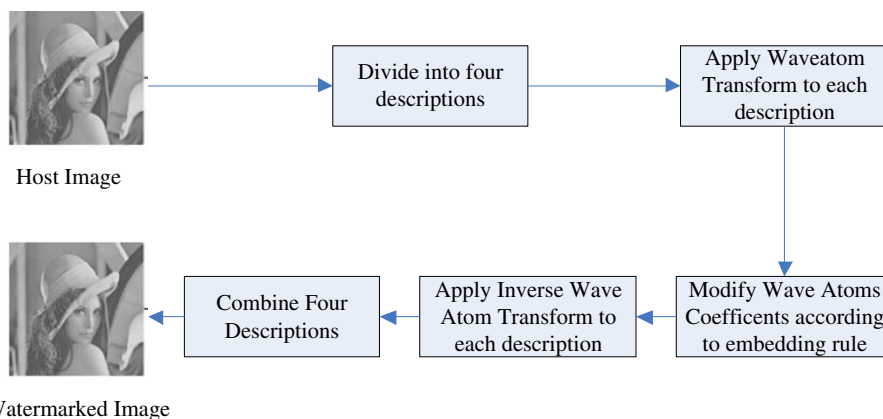 Divide into four
descriptions
Apply Waveatom
Transform to each
description
Host Image
Combine Four
Descriptions
Apply Inverse Wave
Atom Transform to
each description
Modify Wave Atoms
Coefficents according
to embedding rule
Watermarked Image